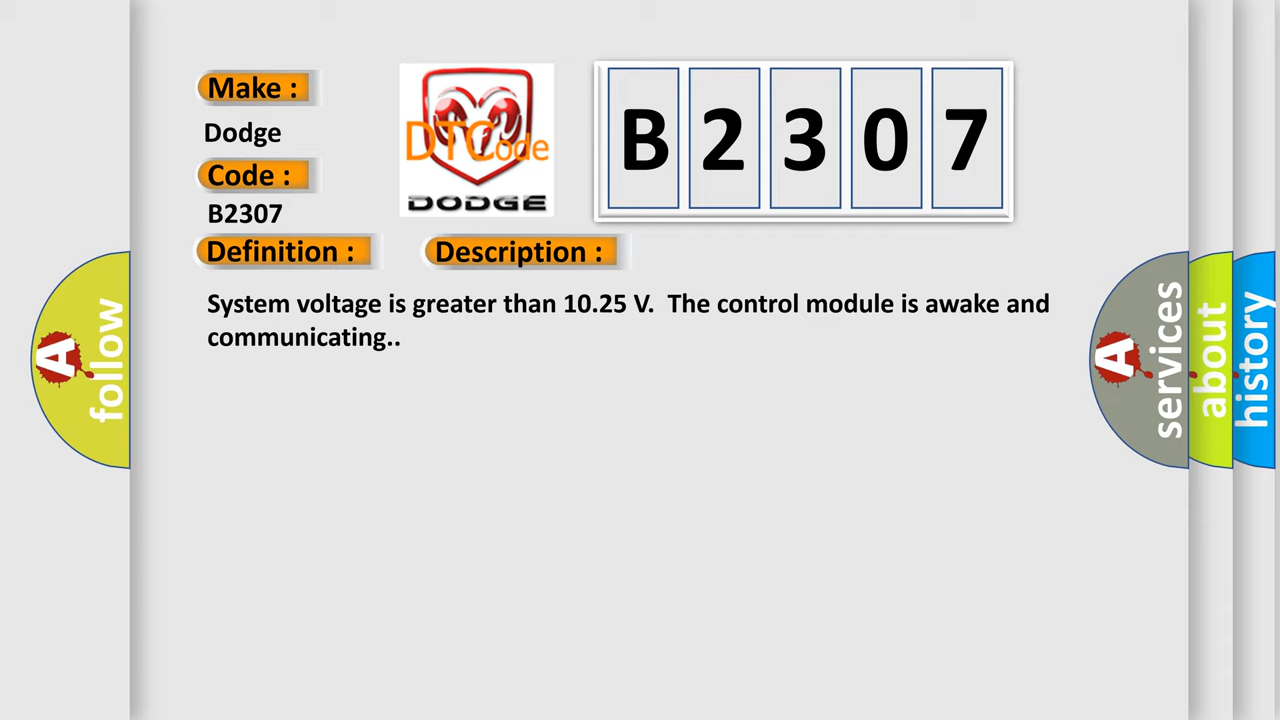 Make :
Dodge
Code :
B2307
DTCode
DODGE
B 2 3 0 7
Definition :
Description :
System voltage is greater than 10.25 V  The control module is awake and
communicating..
A follow
A services
about
history